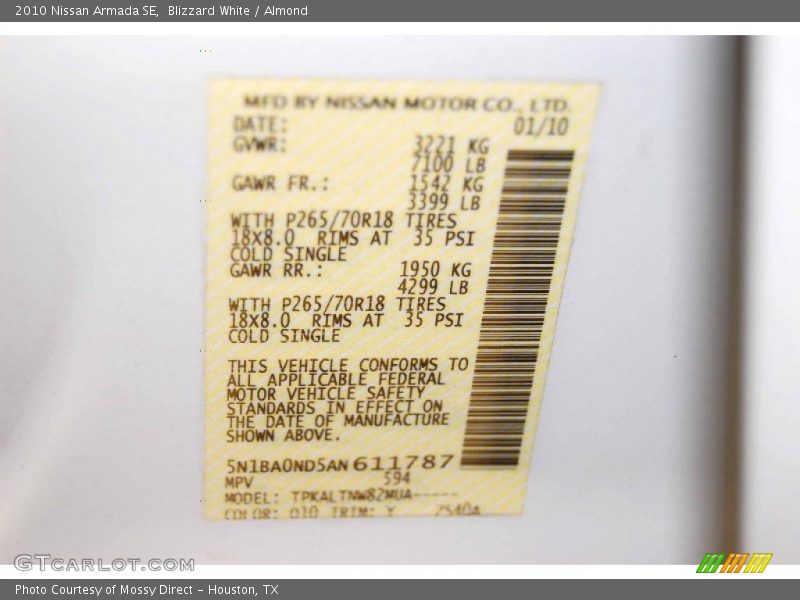 2010 Nissan Armada SE,  Blizzard White / Almond
MFD BY NISSAN MOTOR CO., LTD.
DATE: 01/10
GVWR: 3221 KG
7100 LB
GAWR FR.: 1542 KG
3399 LB
WITH P265/70R18 TIRES
18X8.0 RIMS AT 35 PSI
COLD SINGLE
GAWR RR.: 1950 KG
4299 LB
WITH P265/70R18 TIRES
18X8.0 RIMS AT 35 PSI
COLD SINGLE
THIS VEHICLE CONFORMS TO
ALL APPLICABLE FEDERAL
MOTOR VEHICLE SAFETY
STANDARDS IN EFFECT ON
THE DATE OF MANUFACTURE
SHOWN ABOVE.
5N1BA0ND5AN611787
MPV 594
MODEL: TPKALTNW82MUA-----
COLOR: Q10 TRIM: Y
GTCARLOT.COM
Photo Courtesy of Mossy Direct - Houston, TX